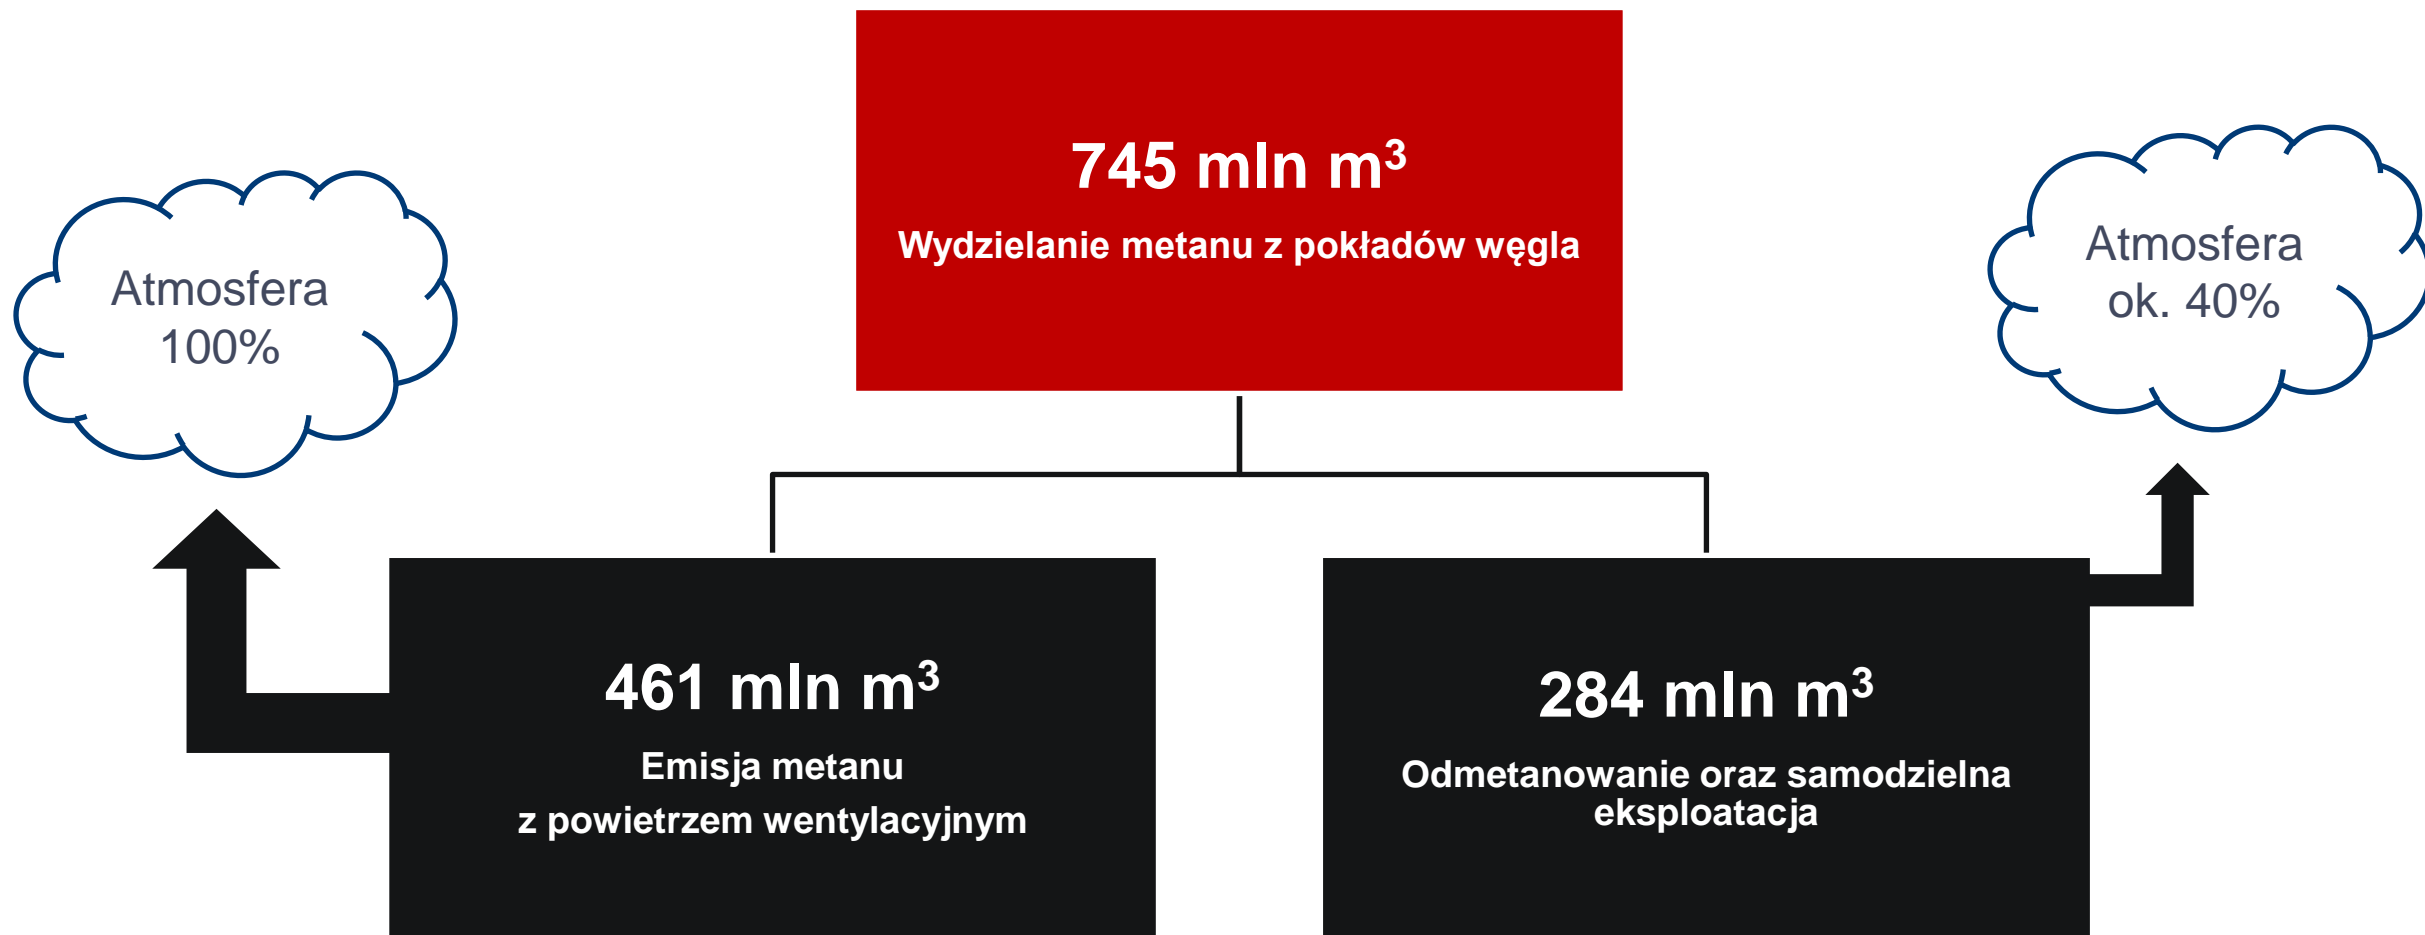 745 mln m³
Wydzielanie metanu z pokładów węgla
Atmosfera
100%
Atmosfera
ok. 40%
461 mln m³
Emisja metanu
z powietrzem wentylacyjnym
284 mln m³
Odmetanowanie oraz samodzielna
eksploatacja